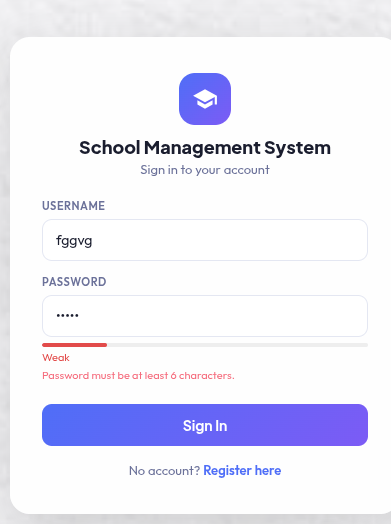 School Management System
Sign in to your account
USERNAME
fggvg
PASSWORD
•••••
Weak
Password must be at least 6 characters.
Sign In
No account? Register here